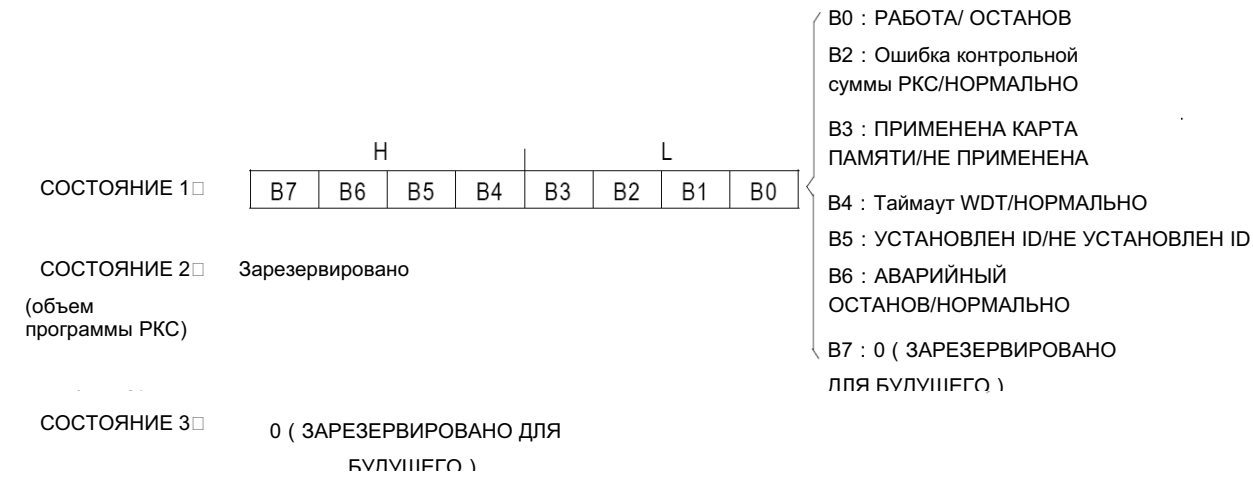 B0 : РАБОТА/ ОСТАНОВ
B2 : Ошибка контрольной
суммы РКС/НОРМАЛЬНО
B3 : ПРИМЕНЕНА КАРТА
ПАМЯТИ/НЕ ПРИМЕНЕНА
H L
СОСТОЯНИЕ 1□ B7 B6 B5 B4 B3 B2 B1 B0
B4 : Таймаут WDT/НОРМАЛЬНО
B5 : УСТАНОВЛЕН ID/НЕ УСТАНОВЛЕН ID
СОСТОЯНИЕ 2□ Зарезервировано
(объем
программы РКС)
B6 : АВАРИЙНЫЙ
ОСТАНОВ/НОРМАЛЬНО
B7 : 0 ( ЗАРЕЗЕРВИРОВАНО
ДЛЯ БУДУЩЕГО )
СОСТОЯНИЕ 3□ 0 ( ЗАРЕЗЕРВИРОВАНО ДЛЯ
БУДУЩЕГО )